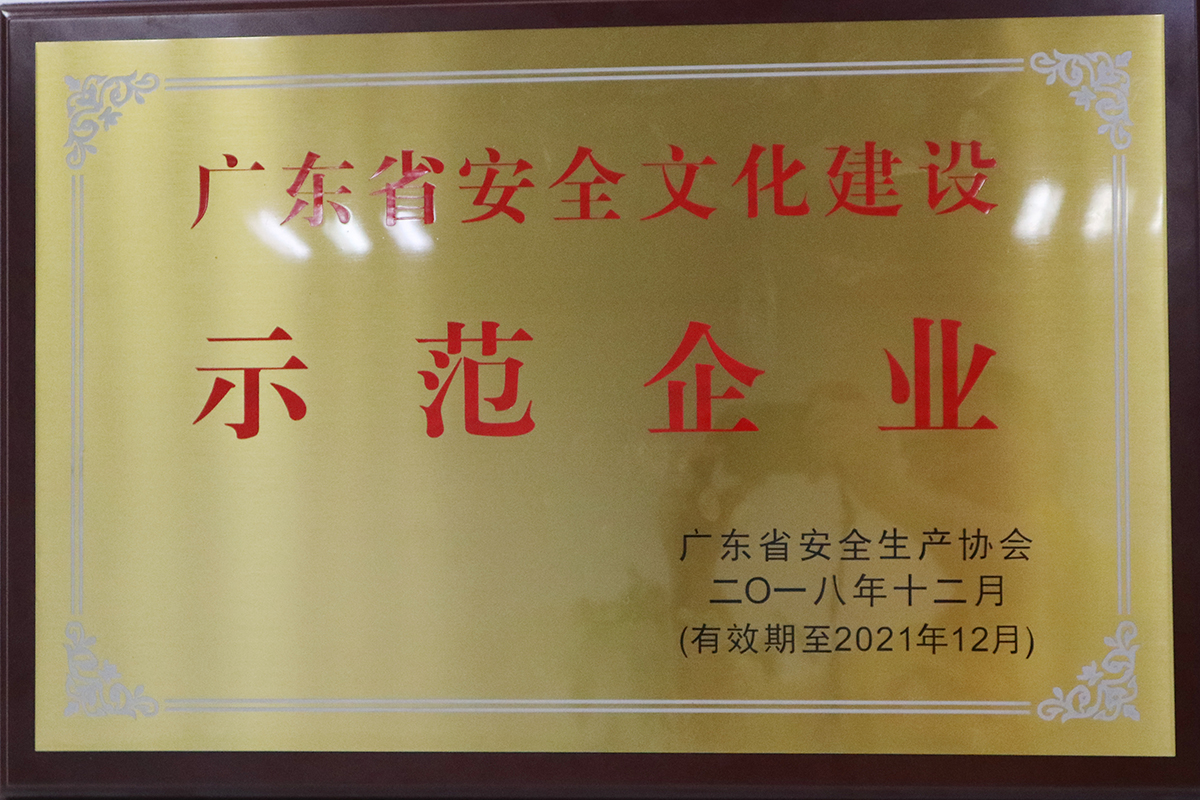 广东省安全文化建设
示范企业
广东省安全生产协会
二〇一八年十二月
(有效期至2021年12月)